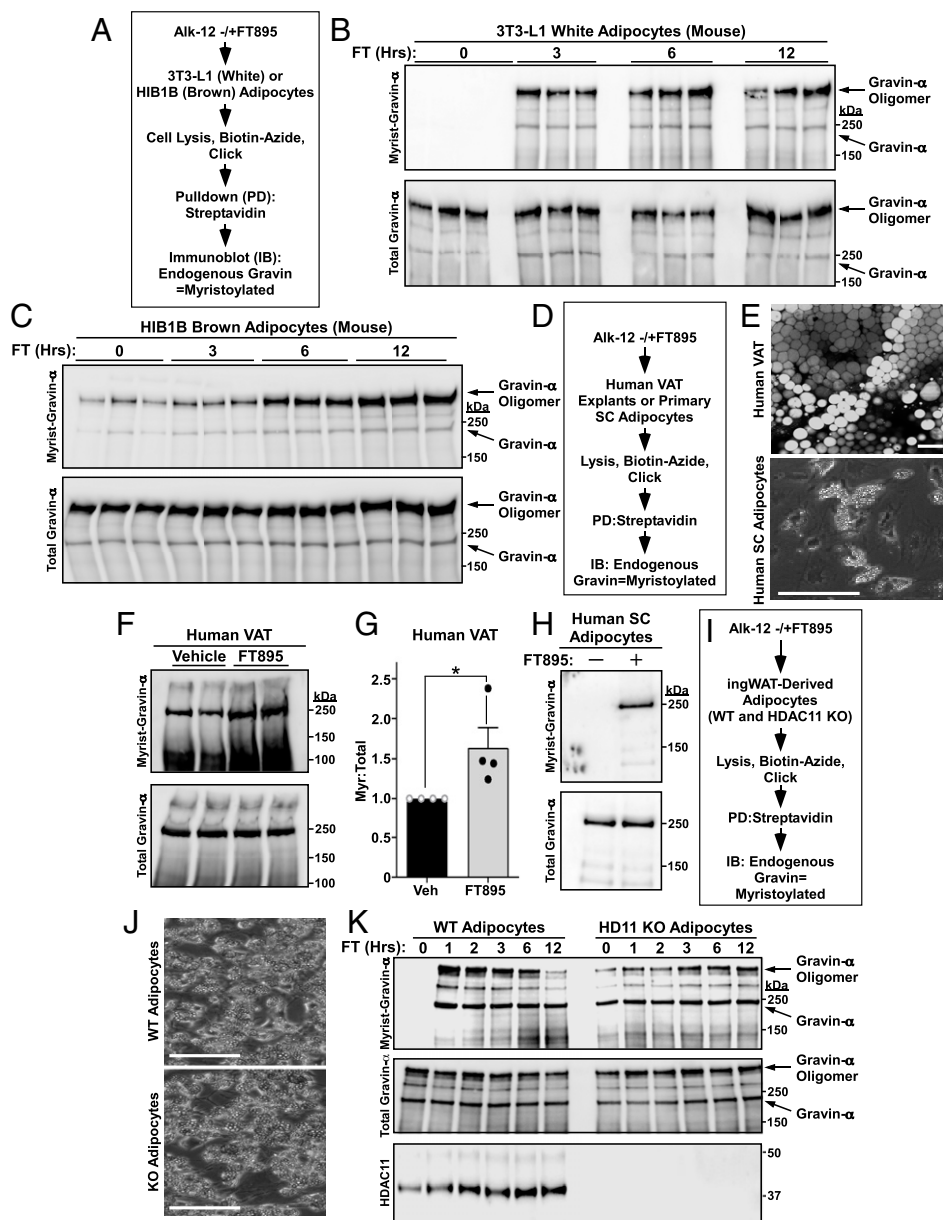 A
Alk-12 -/+FT895
3T3-L1 (White) or
HIB1B (Brown) Adipocytes
Cell Lysis, Biotin-Azide,
Click
Pulldown (PD):
Streptavidin
Immunoblot (IB):
Endogenous Gravin
=Myristoylated
B
3T3-L1 White Adipocytes (Mouse)
FT (Hrs): 0 3 6 12
Myrist-Gravin-α
Gravin-α
Oligomer
kDa
250
Gravin-α
150
Total Gravin-α
Gravin-α
Oligomer
250
Gravin-α
150
C
HIB1B Brown Adipocytes (Mouse)
FT (Hrs): 0 3 6 12
Myrist-Gravin-α
Gravin-α
Oligomer
kDa
250
Gravin-α
150
Total Gravin-α
Gravin-α
Oligomer
250
Gravin-α
150
D
Alk-12 -/+FT895
Human VAT
Explants or Primary
SC Adipocytes
Lysis, Biotin-Azide,
Click
PD:Streptavidin
IB: Endogenous
Gravin=Myristoylated
E
Human VAT
Human SC Adipocytes
F
Human VAT
Vehicle FT895
Myrist-Gravin-α
kDa
250
150
100
Total Gravin-α
250
150
100
G
Human VAT
Myr:Total
2.5
2.0
1.5
1.0
0.5
0
*
Veh FT895
H
Human SC
Adipocytes
FT895: — +
Myrist-Gravin-α
kDa
250
150
Total Gravin-α
250
150
I
Alk-12 -/+FT895
ingWAT-Derived
Adipocytes
(WT and HDAC11 KO)
Lysis, Biotin-Azide,
Click
PD:Streptavidin
IB: Endogenous
Gravin=
Myristoylated
J
WT Adipocytes
KO Adipocytes
K
WT Adipocytes HD11 KO Adipocytes
FT (Hrs): 0 1 2 3 6 12 0 1 2 3 6 12
Myrist-Gravin-α
Gravin-α
Oligomer
kDa
250
Gravin-α
150
Total Gravin-α
Gravin-α
Oligomer
250
Gravin-α
150
HDAC11
50
37